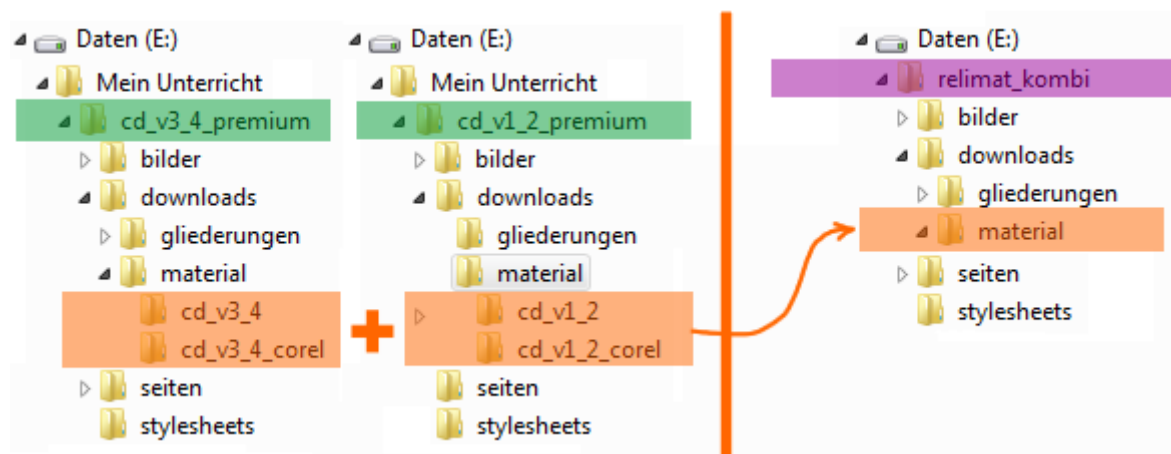 Daten (E:)
Mein Unterricht
cd_v3_4_premium
bilder
downloads
gliederungen
material
cd_v3_4
cd_v3_4_corel
seiten
stylesheets
Daten (E:)
Mein Unterricht
cd_v1_2_premium
bilder
downloads
gliederungen
material
cd_v1_2
cd_v1_2_corel
seiten
stylesheets
Daten (E:)
relimat_kombi
bilder
downloads
gliederungen
material
seiten
stylesheets